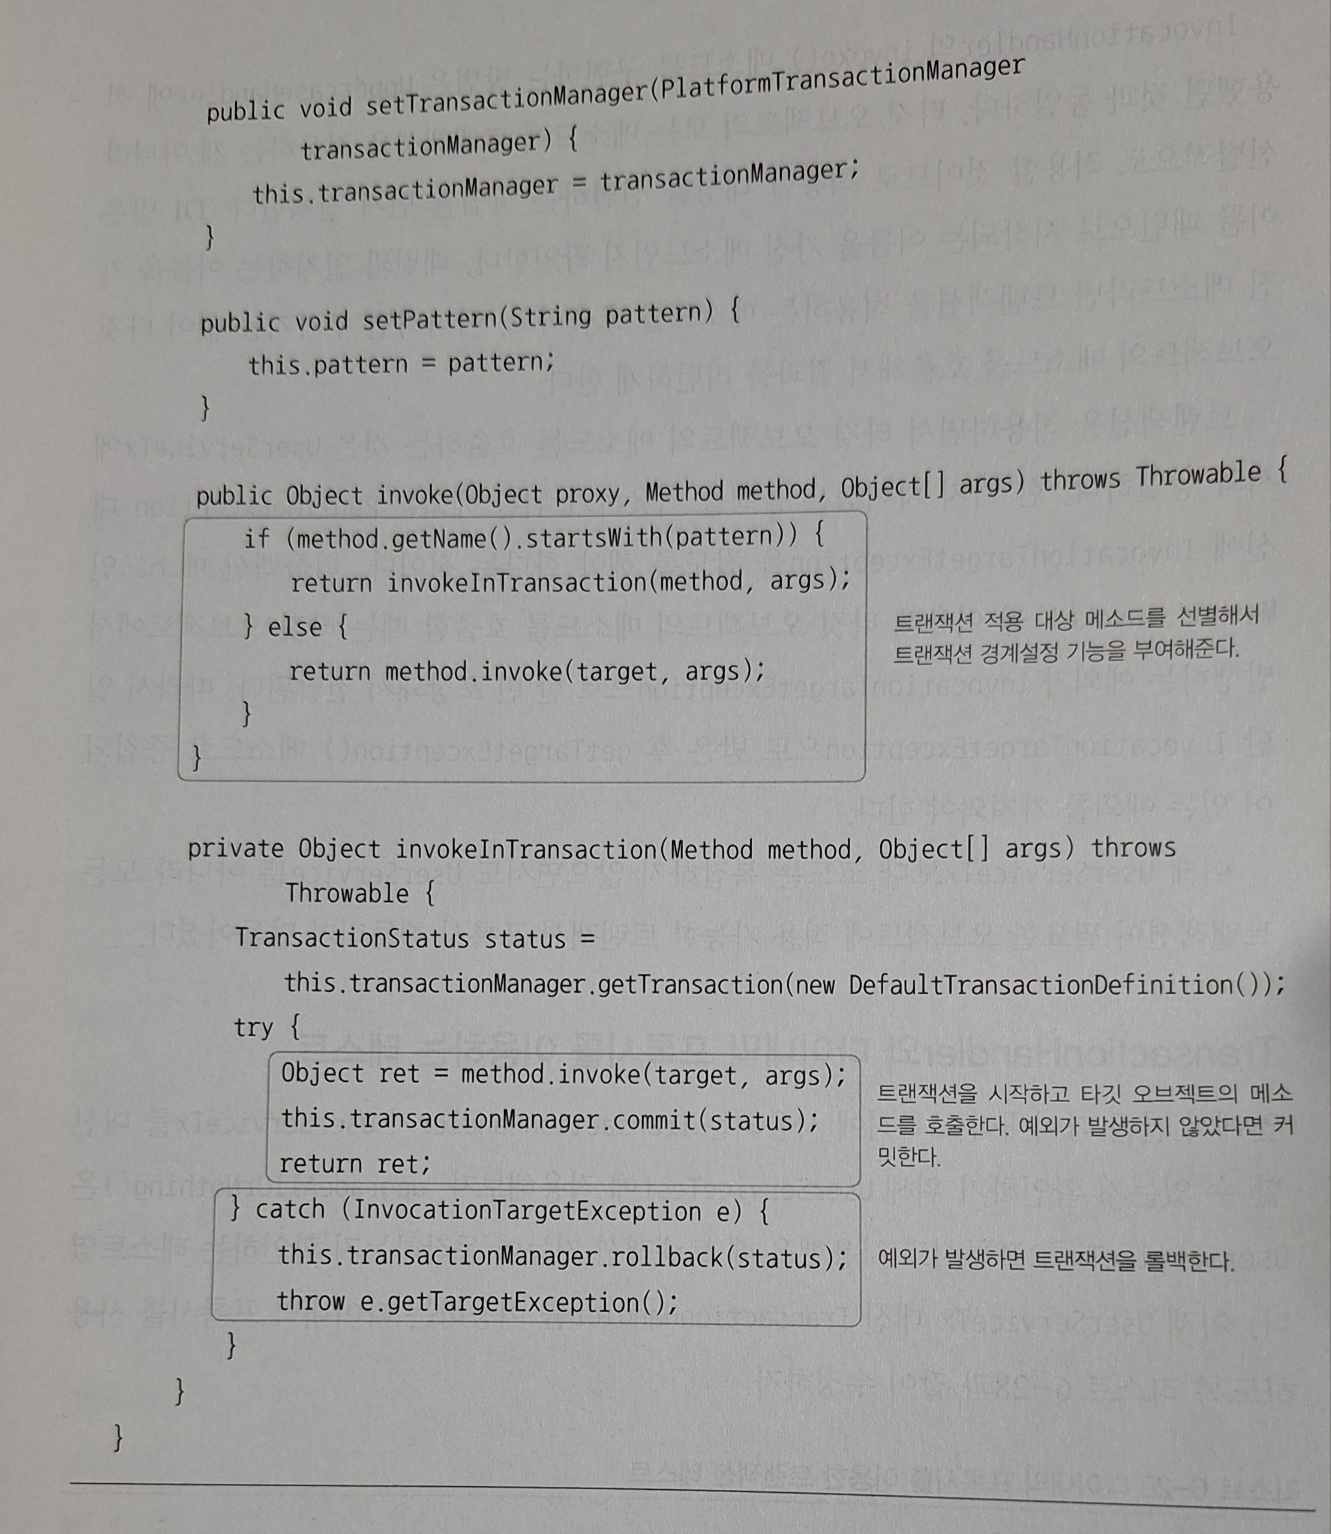 public void setTransactionManager(PlatformTransactionManager
transactionManager) {
this.transactionManager = transactionManager;
}
public void setPattern(String pattern) {
this.pattern = pattern;
}
public Object invoke(Object proxy, Method method, Object[] args) throws Throwable {
if (method.getName().startsWith(pattern)) {
return invokeInTransaction(method, args);
} else {
return method.invoke(target, args);
}
}
트랜잭션 적용 대상 메소드를 선별해서
트랜잭션 경계설정 기능을 부여해준다.
private Object invokeInTransaction(Method method, Object[] args) throws
Throwable {
TransactionStatus status =
this.transactionManager.getTransaction(new DefaultTransactionDefinition());
try {
Object ret = method.invoke(target, args);
this.transactionManager.commit(status);
return ret;
트랜잭션을 시작하고 타깃 오브젝트의 메소
드를 호출한다. 예외가 발생하지 않았다면 커
밋한다.
} catch (InvocationTargetException e) {
this.transactionManager.rollback(status);
throw e.getTargetException();
예외가 발생하면 트랜잭션을 롤백한다.
}
}
}